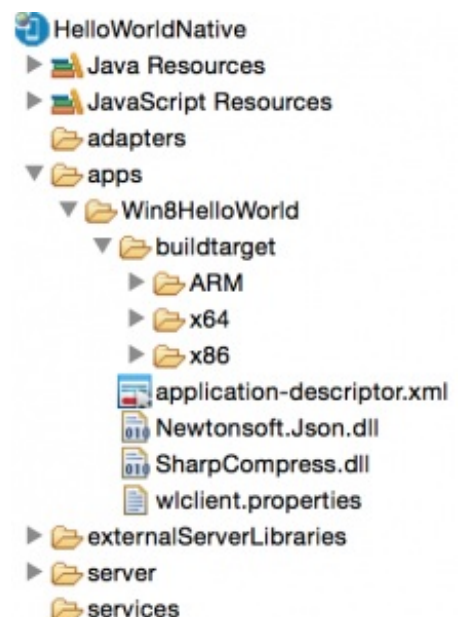 HelloWorldNative
Java Resources
JavaScript Resources
adapters
apps
Win8HelloWorld
buildtarget
ARM
x64
x86
application-descriptor.xml
Newtonsoft.Json.dll
SharpCompress.dll
wlclient.properties
externalServerLibraries
server
services